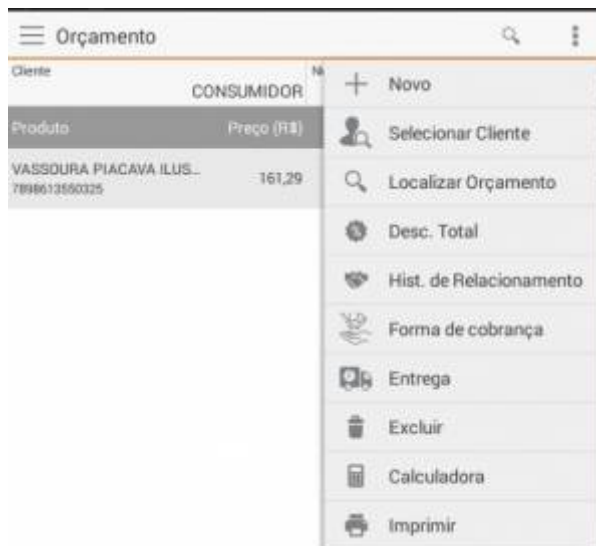 Orçamento
Cliente
CONSUMIDOR
Produto Preço (R$)
VASSOURA PIACAVA ILUS... 161,29
7898613550325
Novo
Selecionar Cliente
Localizar Orçamento
Desc. Total
Hist. de Relacionamento
Forma de cobrança
Entrega
Excluir
Calculadora
Imprimir